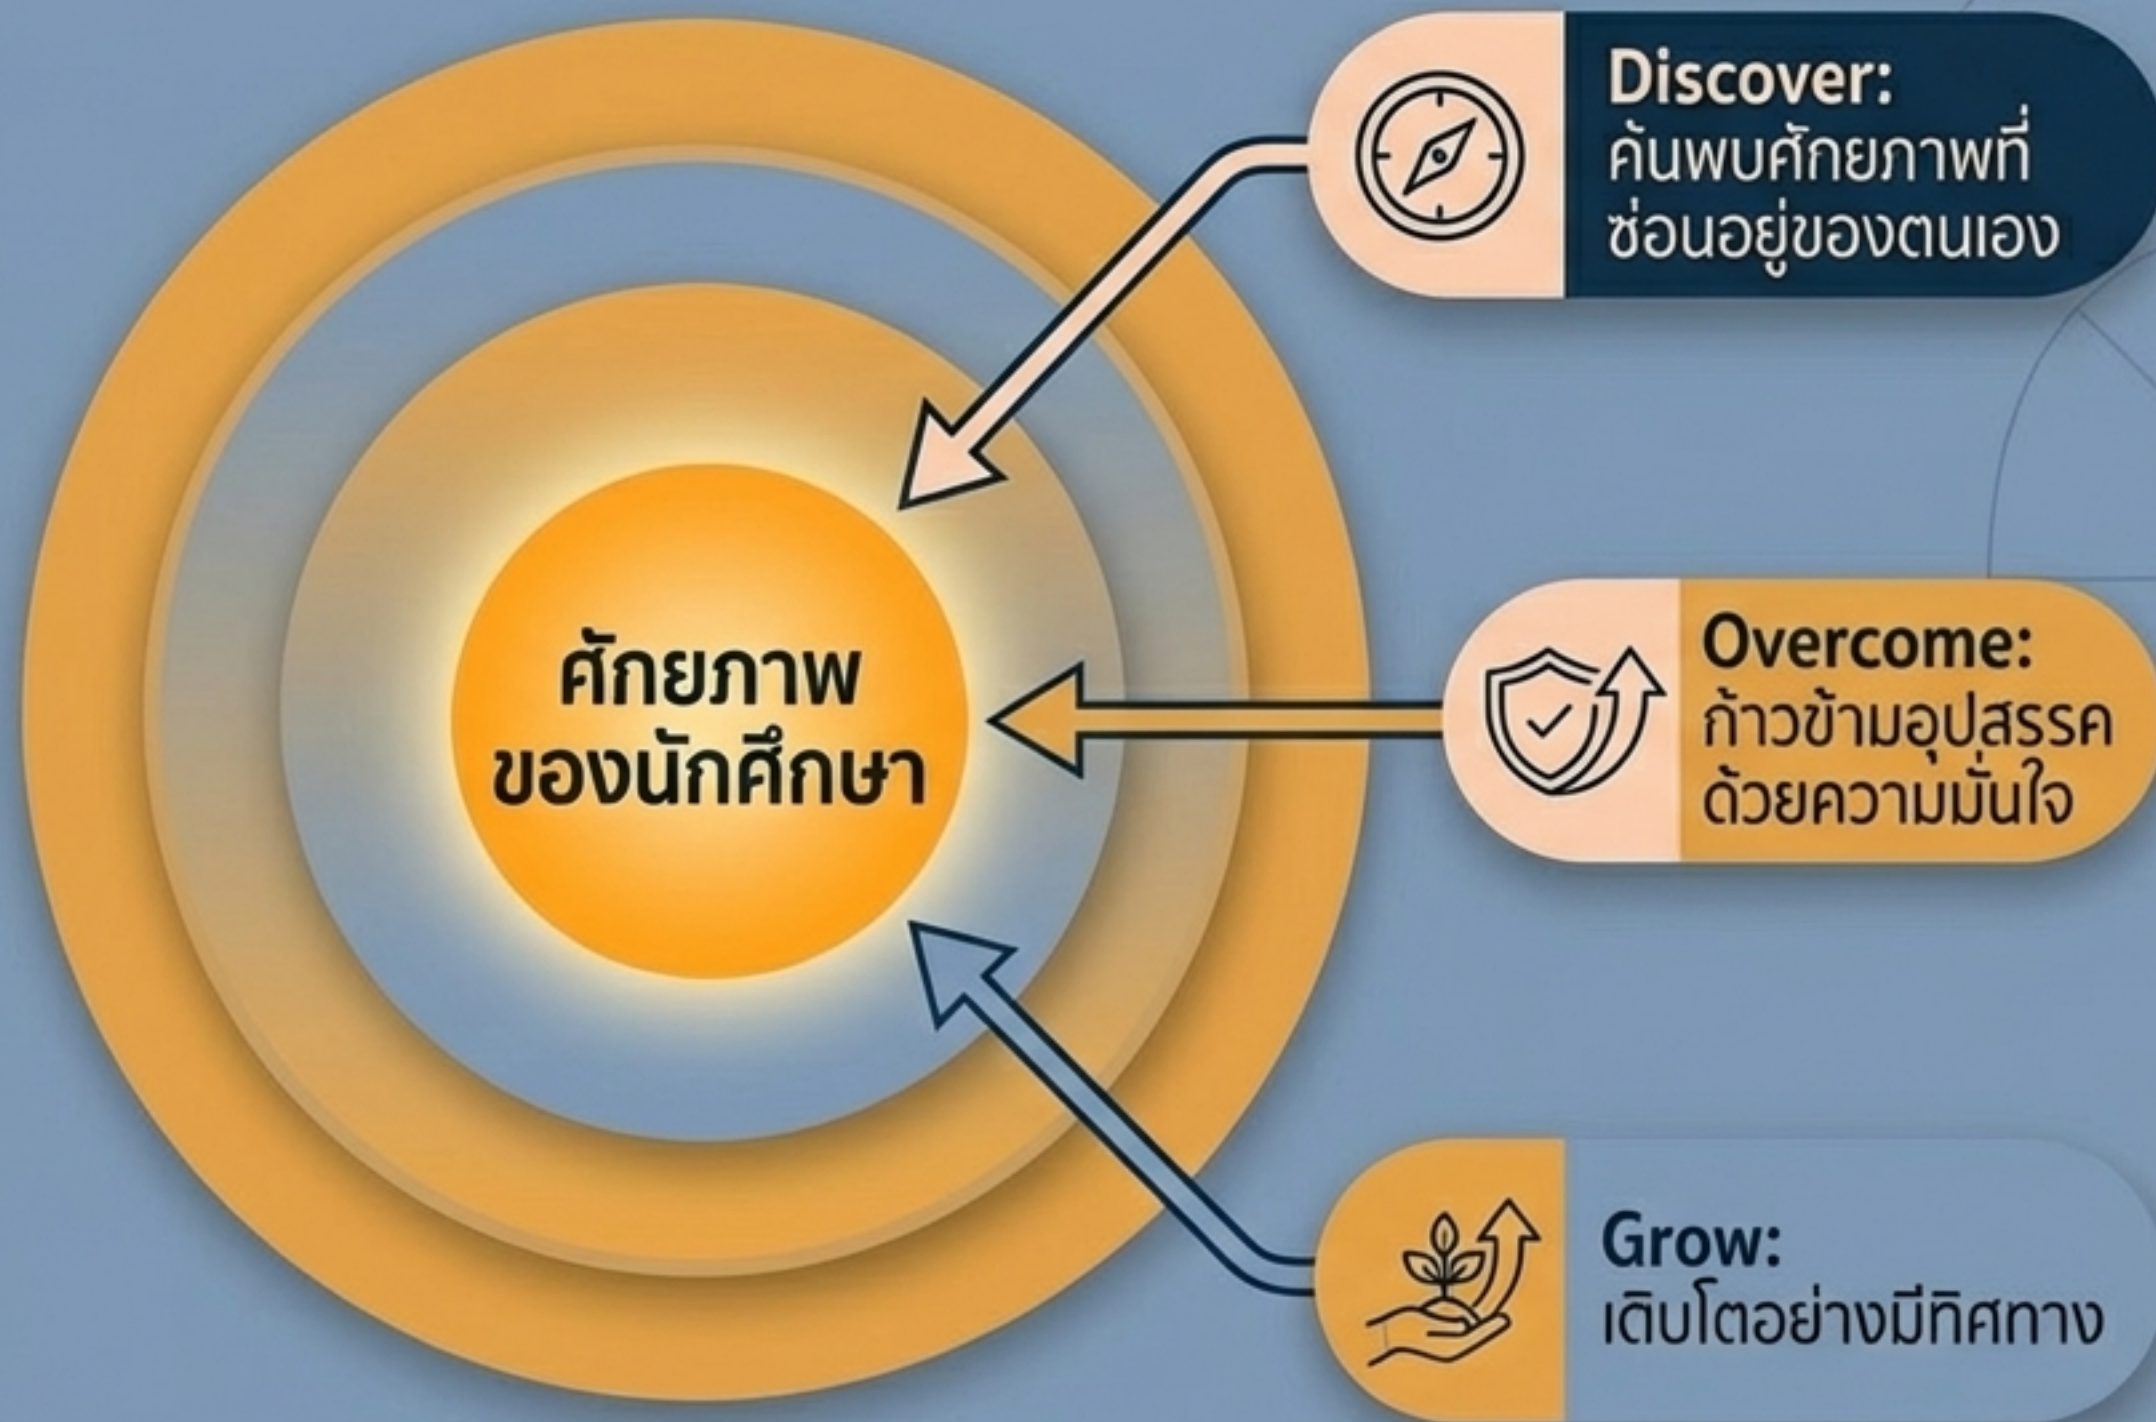 Discover:
ค้นพบศักยภาพที่
ซ่อนอยู่ของตนเอง
ศักยภาพ
ของนักศึกษา
Overcome:
ก้าวข้ามอุปสรรค
ด้วยความมั่นใจ
Grow:
เติบโตอย่างมีทิศทาง